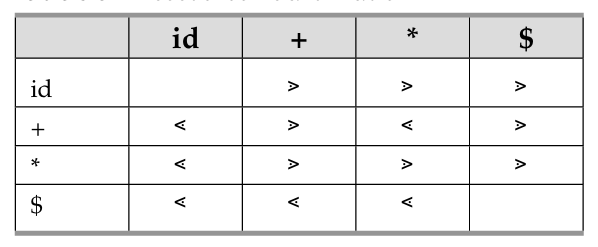 id + * $
id ⋗ ⋗ ⋗
+ ⋖ ⋗ ⋖ ⋗
* ⋖ ⋗ ⋗ ⋗
$ ⋖ ⋖ ⋖